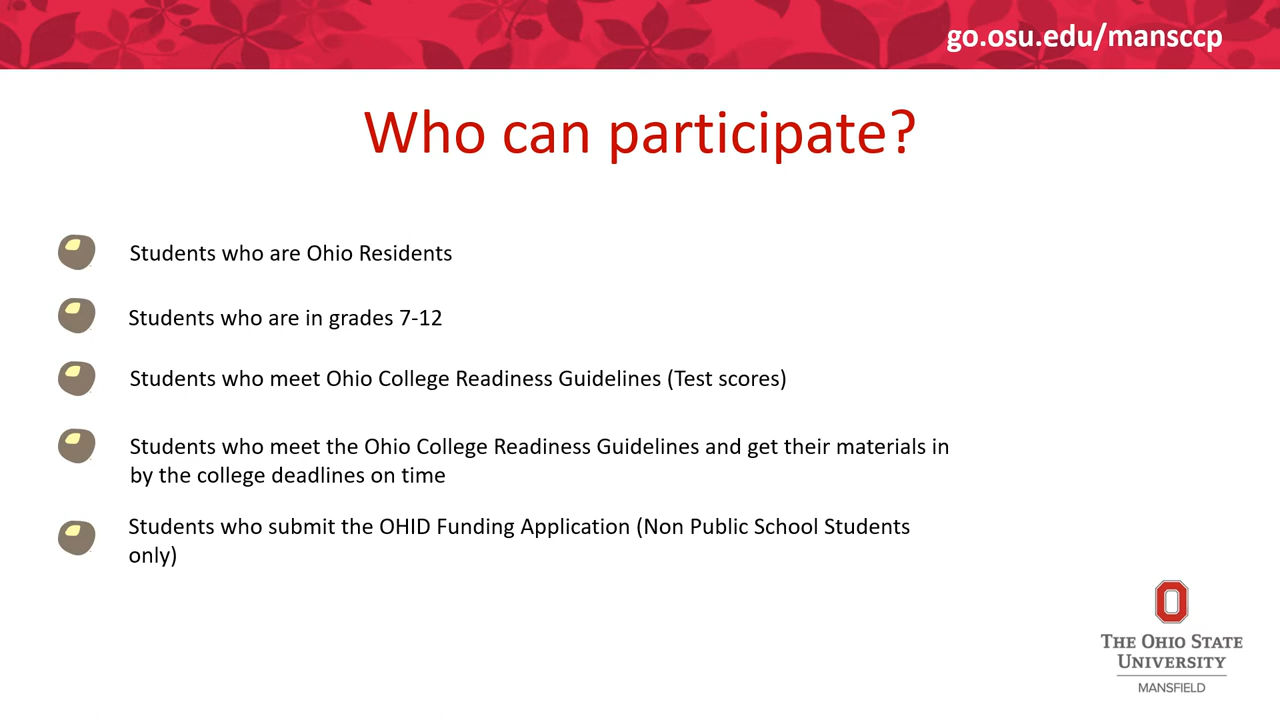 go.osu.edu/mansccp
Who can participate?
Students who are Ohio Residents
Students who are in grades 7-12
Students who meet Ohio College Readiness Guidelines (Test scores)
Students who meet the Ohio College Readiness Guidelines and get their materials in
by the college deadlines on time
Students who submit the OHID Funding Application (Non Public School Students
only)
THE OHIO STATE
UNIVERSITY
MANSFIELD